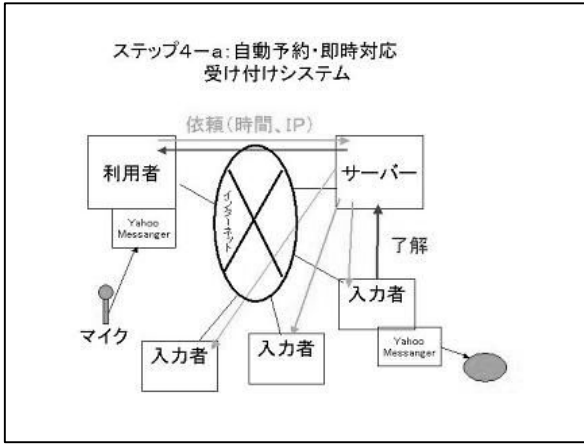 ステップ4-a:自動予約・即時対応
受け付けシステム
依頼(時間、IP)
利用者
サーバー
インターネット
Yahoo
Messanger
了解
マイク
入力者
入力者
入力者
Yahoo
Messanger